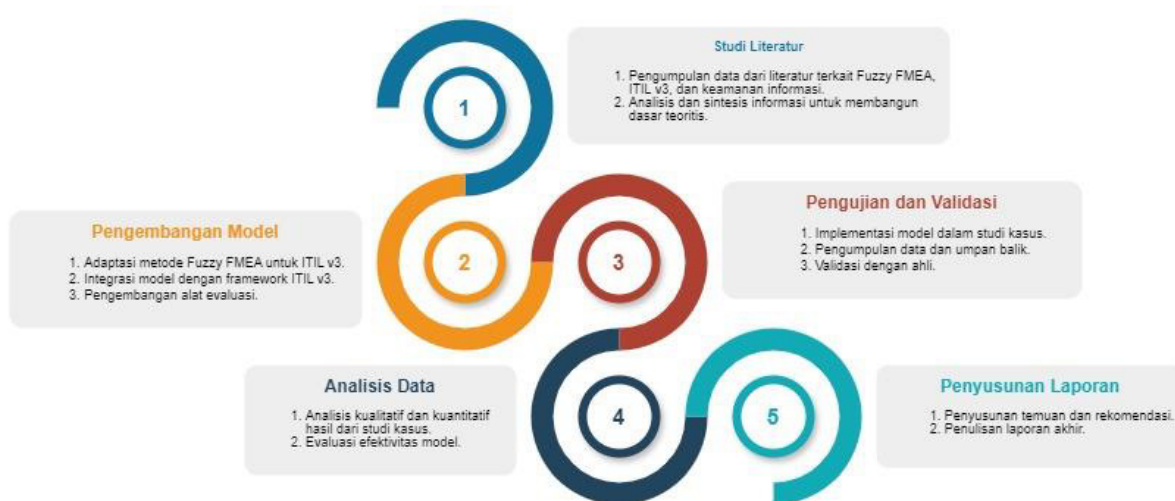 1
Studi Literatur
1. Pengumpulan data dari literatur terkait Fuzzy FMEA,
ITIL v3, dan keamanan informasi.
2. Analisis dan sintesis informasi untuk membangun
dasar teoritis.
Pengembangan Model
1. Adaptasi metode Fuzzy FMEA untuk ITIL v3.
2. Integrasi model dengan framework ITIL v3.
3. Pengembangan alat evaluasi.
2
3
Pengujian dan Validasi
1. Implementasi model dalam studi kasus.
2. Pengumpulan data dan umpan balik.
3. Validasi dengan ahli.
Analisis Data
1. Analisis kualitatif dan kuantitatif
hasil dari studi kasus.
2. Evaluasi efektivitas model.
4
5
Penyusunan Laporan
1. Penyusunan temuan dan rekomendasi.
2. Penulisan laporan akhir.